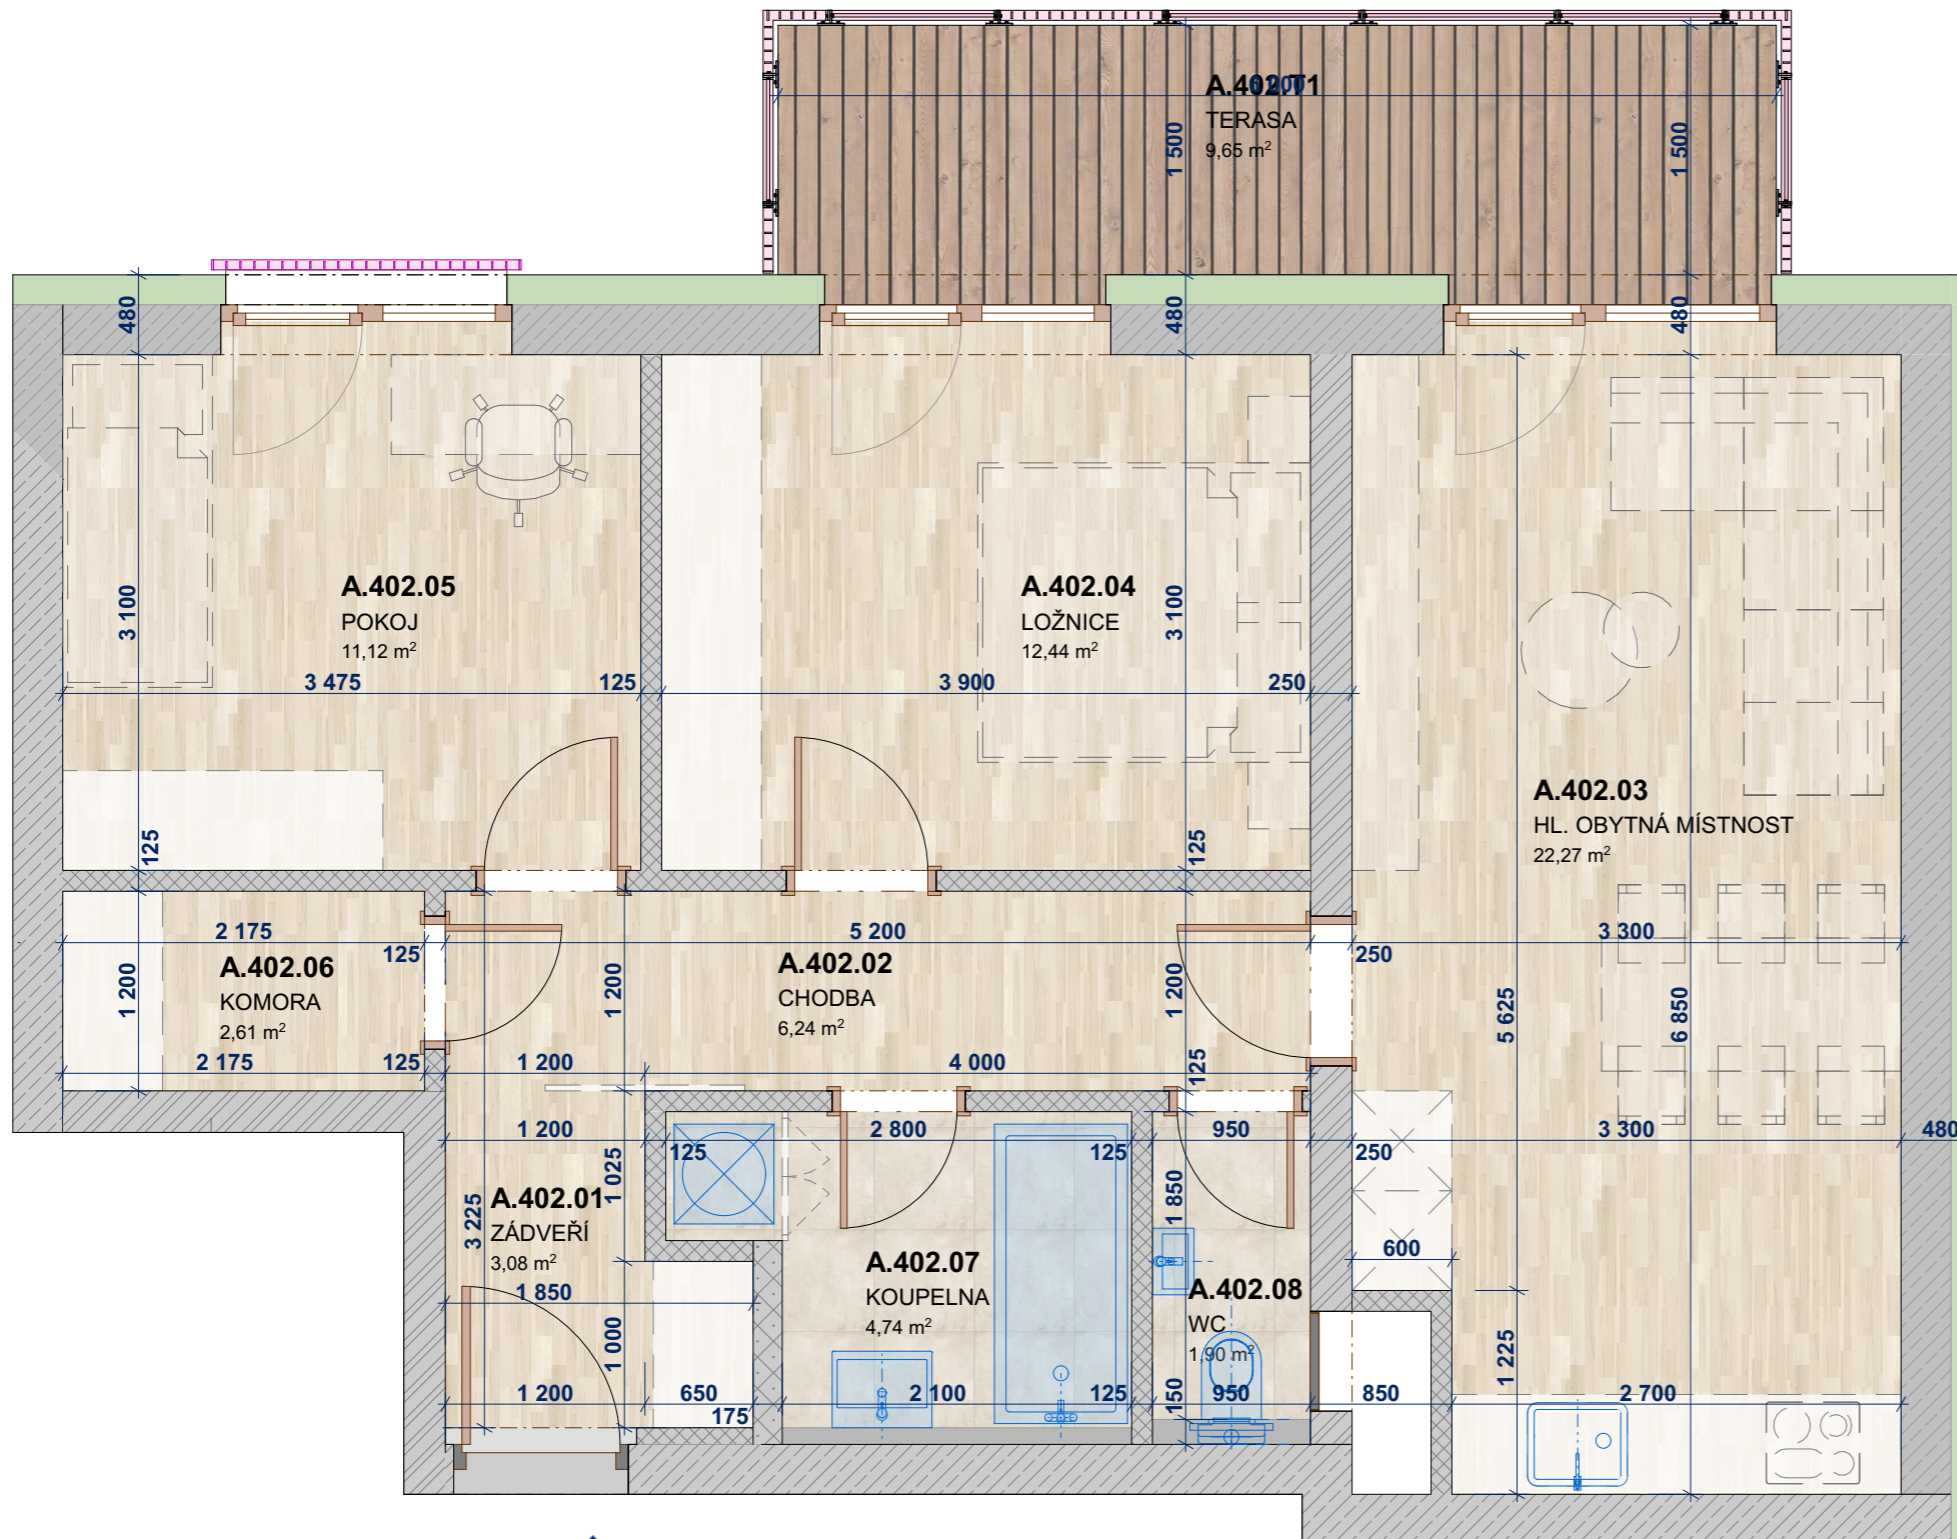 A.402.T1
6 000
TERASA
9,65 m²
1 500
1 500
480
480
480
A.402.05
POKOJ
11,12 m²
3 100
3 475
125
125
A.402.04
LOŽNICE
12,44 m²
3 100
3 900
250
125
A.402.03
HL. OBYTNÁ MÍSTNOST
22,27 m²
2 175
125
A.402.06
KOMORA
2,61 m²
1 200
2 175
125
5 200
A.402.02
CHODBA
6,24 m²
1 200
1 200
1 200
4 000
125
250
3 300
5 625
6 850
1 200
125
2 800
125
950
250
3 300
480
A.402.01
ZÁDVEŘÍ
3,08 m²
3 225
1 025
1 850
1 000
1 200
650
175
A.402.07
KOUPELNA
4,74 m²
2 100
125
1 850
A.402.08
WC
1,90 m²
150
950
600
850
1 225
2 700